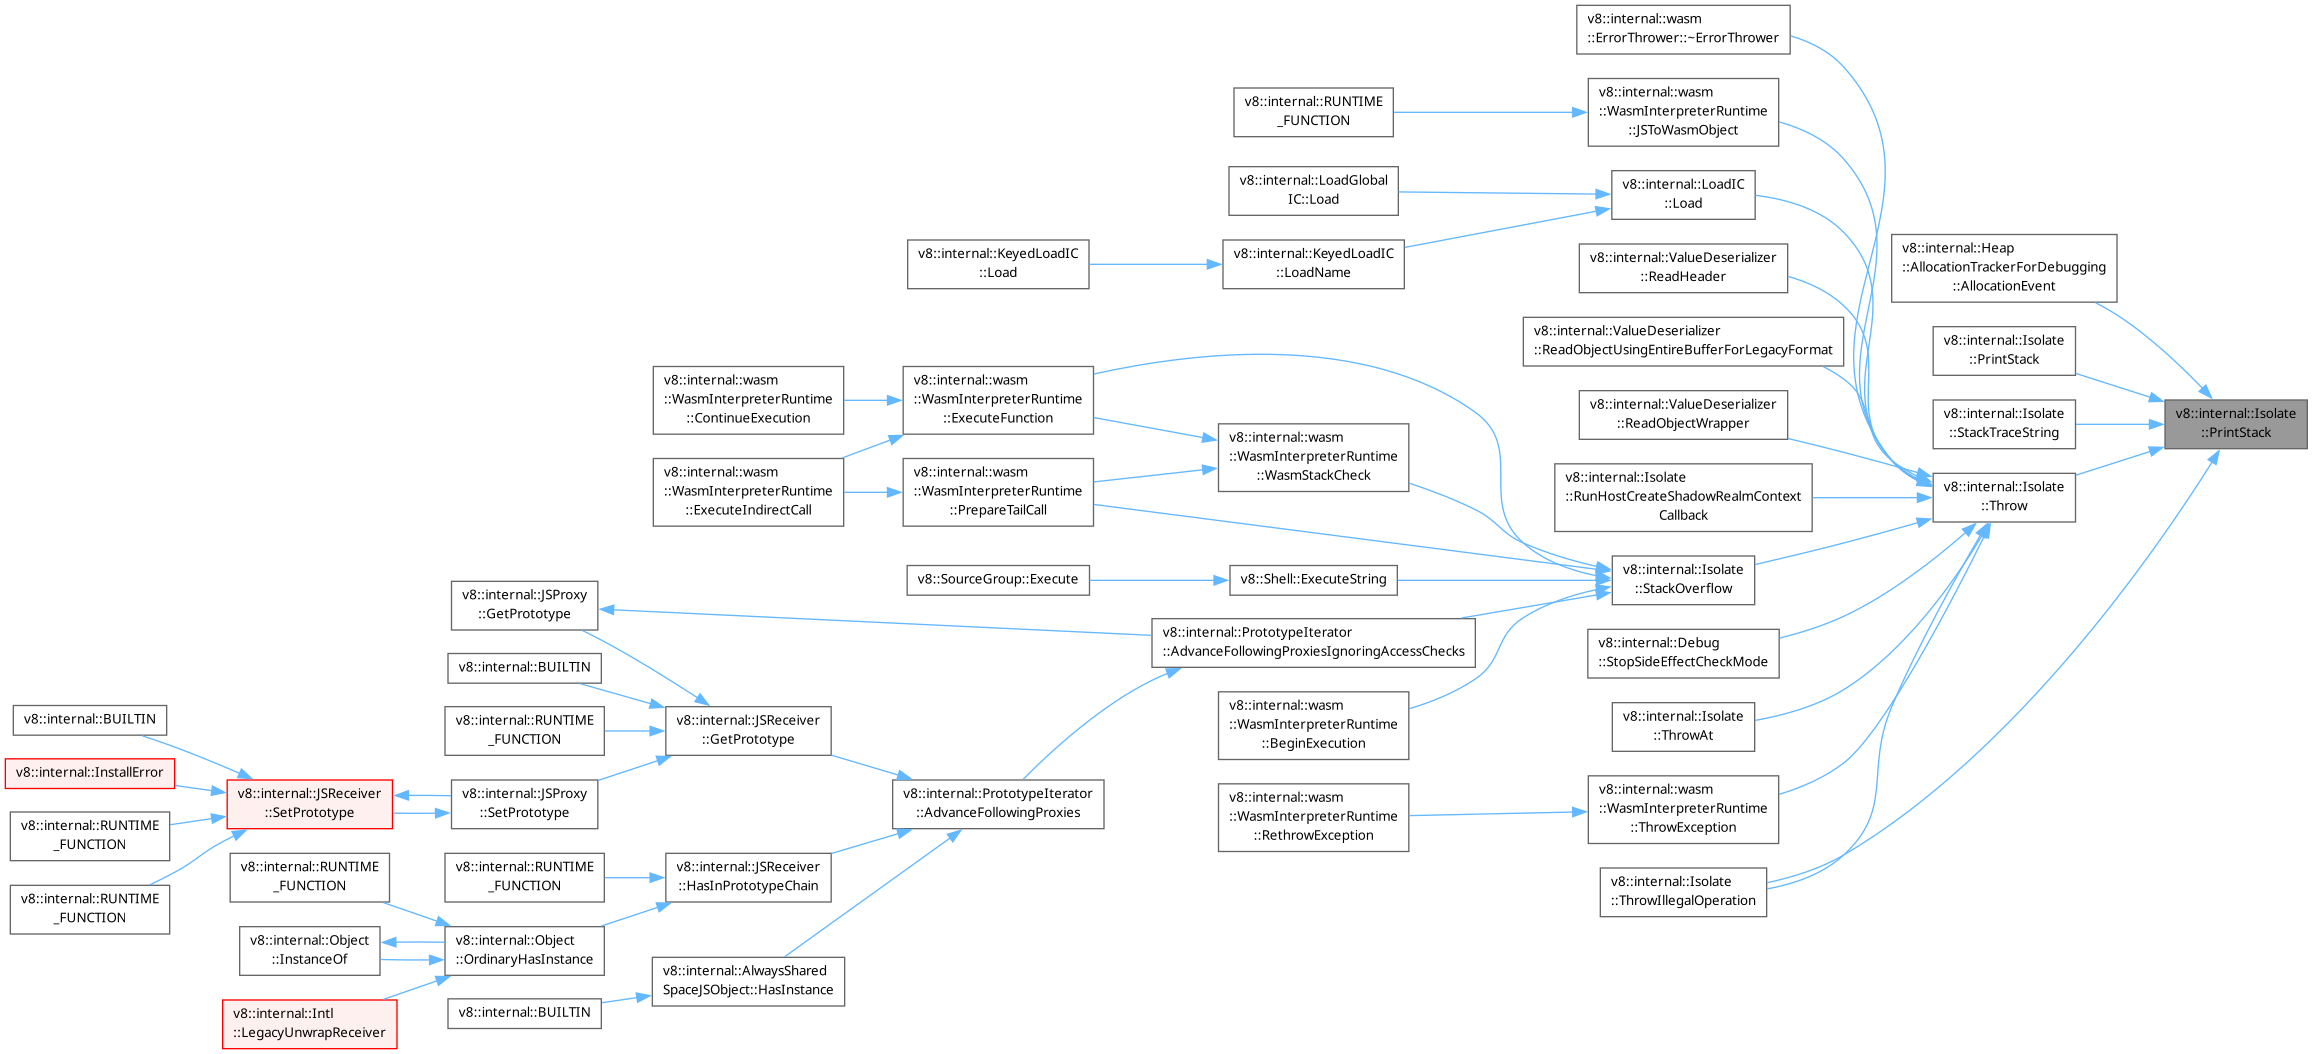 v8::internal::wasm
::ErrorThrower::~ErrorThrower
v8::internal::wasm
::WasmInterpreterRuntime
::JSToWasmObject
v8::internal::RUNTIME
_FUNCTION
v8::internal::LoadGlobal
IC::Load
v8::internal::LoadIC
::Load
v8::internal::KeyedLoadIC
::Load
v8::internal::KeyedLoadIC
::LoadName
v8::internal::ValueDeserializer
::ReadHeader
v8::internal::Heap
::AllocationTrackerForDebugging
::AllocationEvent
v8::internal::ValueDeserializer
::ReadObjectUsingEntireBufferForLegacyFormat
v8::internal::Isolate
::PrintStack
v8::internal::wasm
::WasmInterpreterRuntime
::ContinueExecution
v8::internal::wasm
::WasmInterpreterRuntime
::ExecuteFunction
v8::internal::ValueDeserializer
::ReadObjectWrapper
v8::internal::Isolate
::StackTraceString
v8::internal::Isolate
::PrintStack
v8::internal::wasm
::WasmInterpreterRuntime
::WasmStackCheck
v8::internal::wasm
::WasmInterpreterRuntime
::ExecuteIndirectCall
v8::internal::wasm
::WasmInterpreterRuntime
::PrepareTailCall
v8::internal::Isolate
::RunHostCreateShadowRealmContext
Callback
v8::internal::Isolate
::Throw
v8::SourceGroup::Execute
v8::Shell::ExecuteString
v8::internal::Isolate
::StackOverflow
v8::internal::JSProxy
::GetPrototype
v8::internal::PrototypeIterator
::AdvanceFollowingProxiesIgnoringAccessChecks
v8::internal::Debug
::StopSideEffectCheckMode
v8::internal::BUILTIN
v8::internal::BUILTIN
v8::internal::RUNTIME
_FUNCTION
v8::internal::JSReceiver
::GetPrototype
v8::internal::wasm
::WasmInterpreterRuntime
::BeginExecution
v8::internal::Isolate
::ThrowAt
v8::internal::InstallError
v8::internal::JSReceiver
::SetPrototype
v8::internal::JSProxy
::SetPrototype
v8::internal::PrototypeIterator
::AdvanceFollowingProxies
v8::internal::wasm
::WasmInterpreterRuntime
::RethrowException
v8::internal::wasm
::WasmInterpreterRuntime
::ThrowException
v8::internal::RUNTIME
_FUNCTION
v8::internal::RUNTIME
_FUNCTION
v8::internal::RUNTIME
_FUNCTION
v8::internal::JSReceiver
::HasInPrototypeChain
v8::internal::Isolate
::ThrowIllegalOperation
v8::internal::RUNTIME
_FUNCTION
v8::internal::Object
::InstanceOf
v8::internal::Object
::OrdinaryHasInstance
v8::internal::AlwaysShared
SpaceJSObject::HasInstance
v8::internal::Intl
::LegacyUnwrapReceiver
v8::internal::BUILTIN